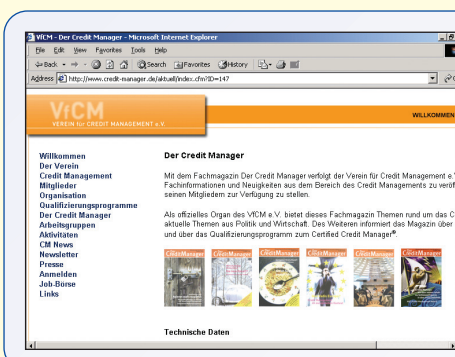 VfCM - Der Credit Manager - Microsoft Internet Explorer
File Edit View Favorites Tools Help
Back Search Favorites History
Address http://www.credit-manager.de/aktuell/index.cfm?ID=147
VfCM
VEREIN für CREDIT MANAGEMENT e.V.
WILLKOMMEN
Willkommen
Der Verein
Credit Management
Mitglieder
Organisation
Qualifizierungsprogramme
Der Credit Manager
Arbeitsgruppen
Aktivitäten
CM News
Newsletter
Presse
Anmelden
Job-Börse
Links
Der Credit Manager
Mit dem Fachmagazin Der Credit Manager verfolgt der Verein für Credit Management e.V
Fachinformationen und Neuigkeiten aus dem Bereich des Credit Managements zu veröf
seinen Mitgliedern zur Verfügung zu stellen.
Als offizielles Organ des VfCM e.V. bietet dieses Fachmagazin Themen rund um das C
aktuelle Themen aus Politik und Wirtschaft. Des Weiteren informiert das Magazin über
und über das Qualifizierungsprogramm zum Certified Credit Manager®.
CreditManager CreditManager CreditManager CreditManager CreditManager CreditManager
Technische Daten